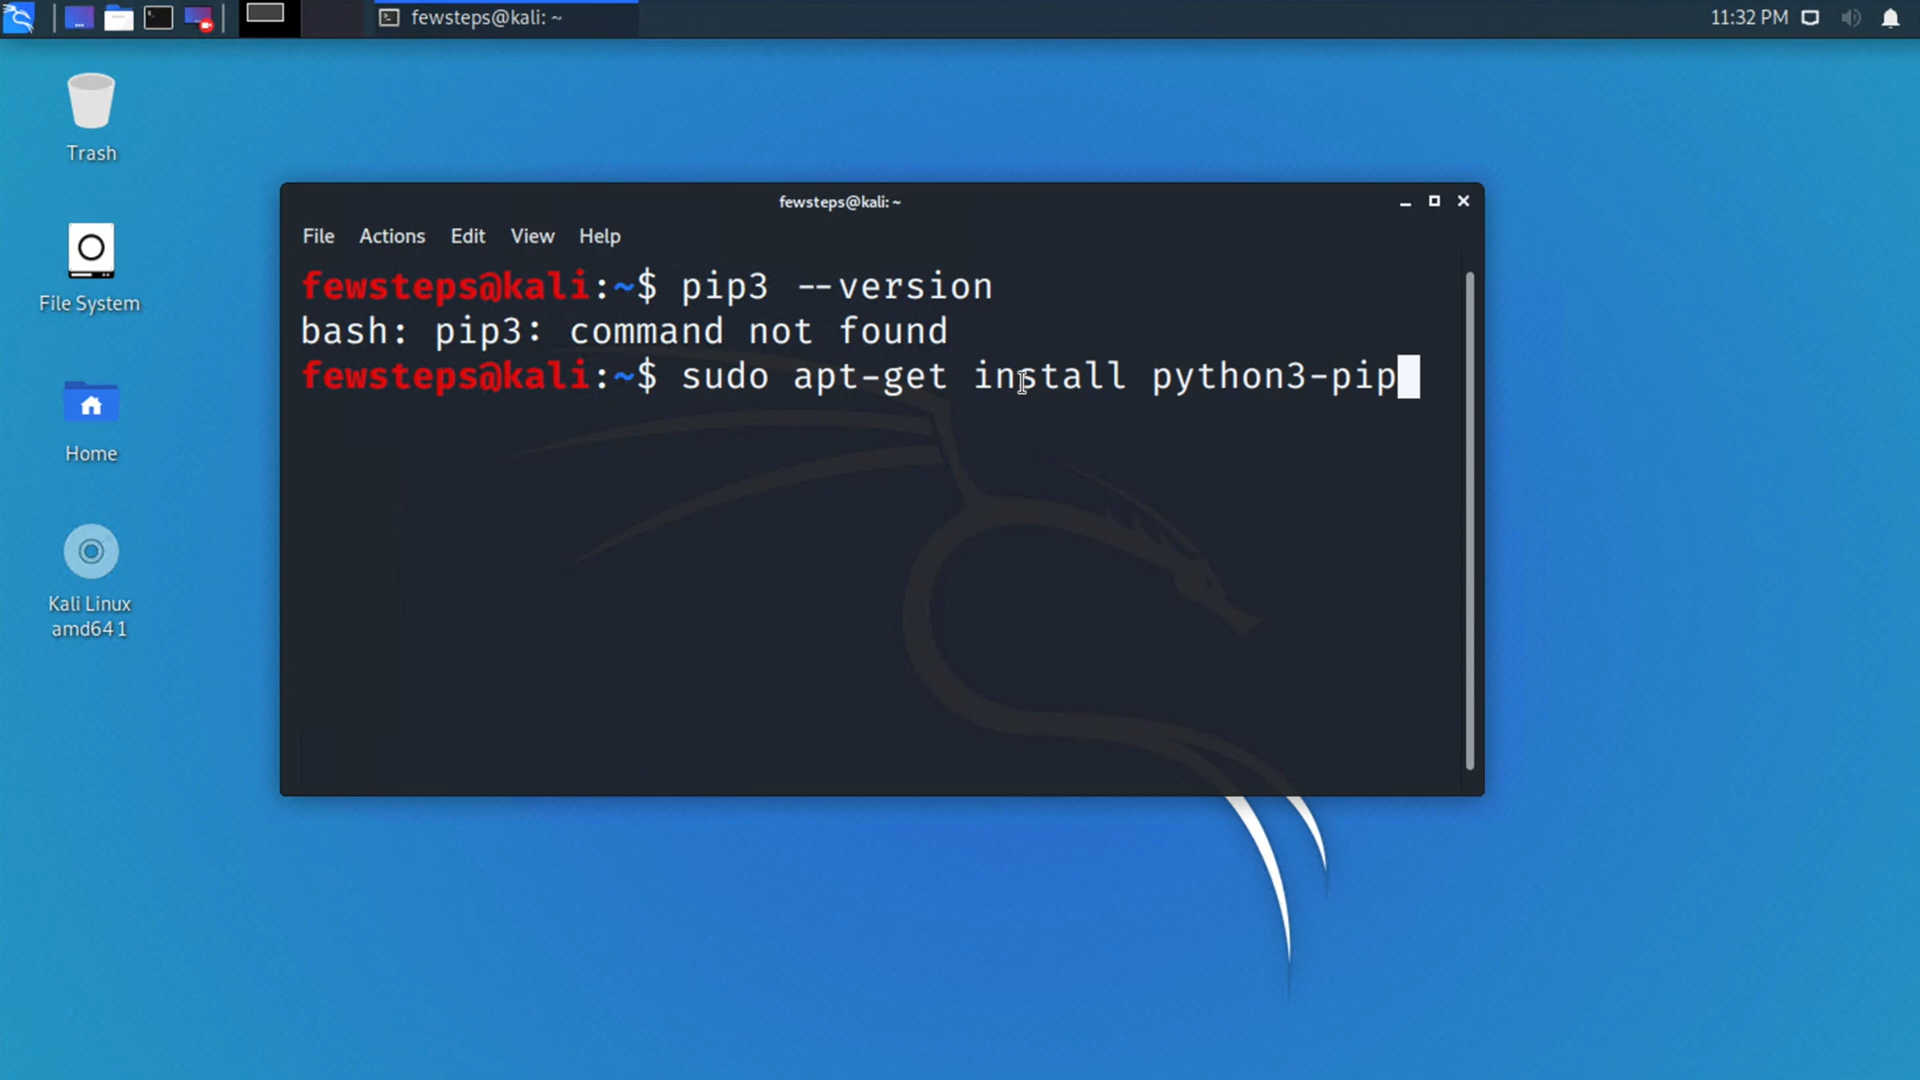 fewsteps@kali: ~
11:32 PM
Trash
File System
Home
Kali Linux
amd64 1
fewsteps@kali:~
File Actions Edit View Help
fewsteps@kali:~$ pip3 --version
bash: pip3: command not found
fewsteps@kali:~$ sudo apt-get install python3-pip